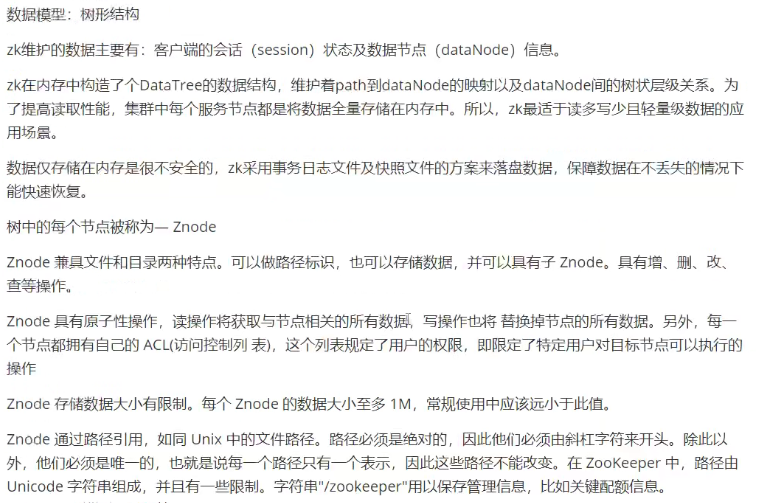 数据模型：树形结构
zk维护的数据主要有：客户端的会话（session）状态及数据节点（dataNode）信息。
zk在内存中构造了个DataTree的数据结构，维护着path到dataNode的映射以及dataNode间的树状层级关系。为
了提高读取性能，集群中每个服务节点都是将数据全量存储在内存中。所以，zk最适于读多写少且轻量级数据的应
用场景。
数据仅存储在内存是很不安全的，zk采用事务日志文件及快照文件的方案来落盘数据，保障数据在不丢失的情况下
能快速恢复。
树中的每个节点被称为— Znode
Znode 兼具文件和目录两种特点。可以做路径标识，也可以存储数据，并可以具有子 Znode。具有增、删、改、
查等操作。
Znode 具有原子性操作，读操作将获取与节点相关的所有数据，写操作也将 替换掉节点的所有数据。另外，每一
个节点都拥有自己的 ACL(访问控制列 表)，这个列表规定了用户的权限，即限定了特定用户对目标节点可以执行的
操作
Znode 存储数据大小有限制。每个 Znode 的数据大小至多 1M，常规使用中应该远小于此值。
Znode 通过路径引用，如同 Unix 中的文件路径。路径必须是绝对的，因此他们必须由斜杠字符来开头。除此以
外，他们必须是唯一的，也就是说每一个路径只有一个表示，因此这些路径不能改变。在 ZooKeeper 中，路径由
Unicode 字符串组成，并且有一些限制。字符串"/zookeeper"用以保存管理信息，比如关键配额信息。